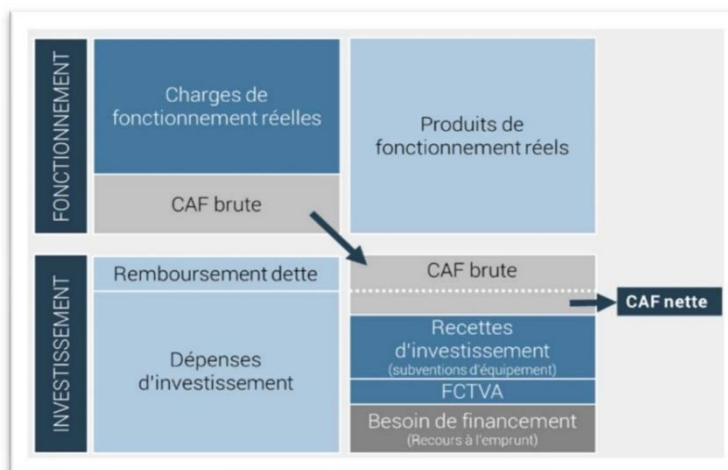 FONCTIONNEMENT
Charges de
fonctionnement réelles
CAF brute
Produits de
fonctionnement réels
INVESTISSEMENT
Remboursement dette
Dépenses
d'investissement
CAF brute
CAF nette
Recettes
d'investissement
(subventions d'équipement)
FCTVA
Besoin de financement
(Recours à l'emprunt)